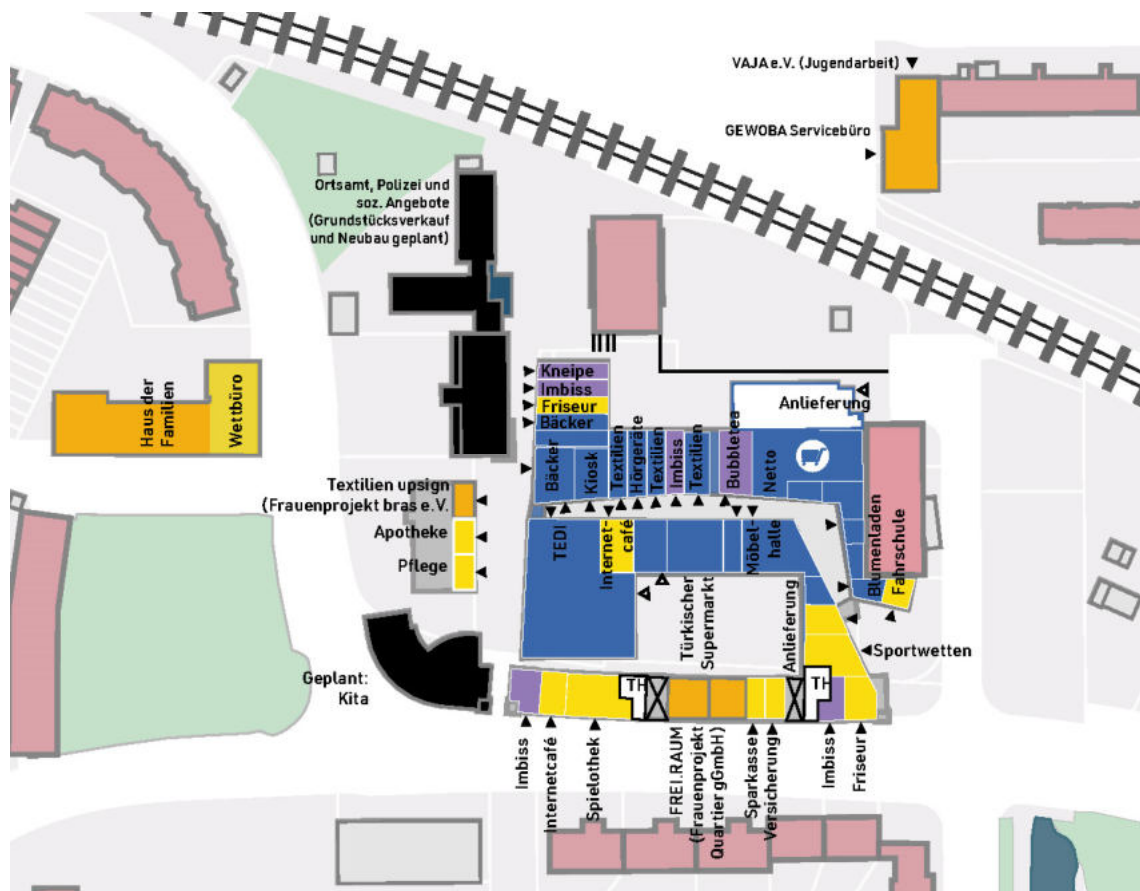 VAJA e.V. (Jugendarbeit)
GEWOBA Servicebüro
Ortsamt, Polizei und
soz. Angebote
(Grundstücksverkauf
und Neubau geplant)
Haus der
Familien
Wettbüro
Kneipe
Imbiss
Friseur
Bäcker
Anlieferung
Bäcker
Kiosk
Textilien
Hörgeräte
Textilien
Imbiss
Textilien
Bubbletea
Netto
Textilien upsign
(Frauenprojekt bras e.V.
Apotheke
Pflege
TEDI
Internet-
café
Möbel-
halle
Blumenladen
Fahrschule
Türkischer
Supermarkt
Anlieferung
Sportwetten
Geplant:
Kita
TH
TH
Imbiss
Internetcafé
Spielothek
FREI.RAUM
(Frauenprojekt
Quartier gGmbH)
Sparkasse
Versicherung
Imbiss
Friseur